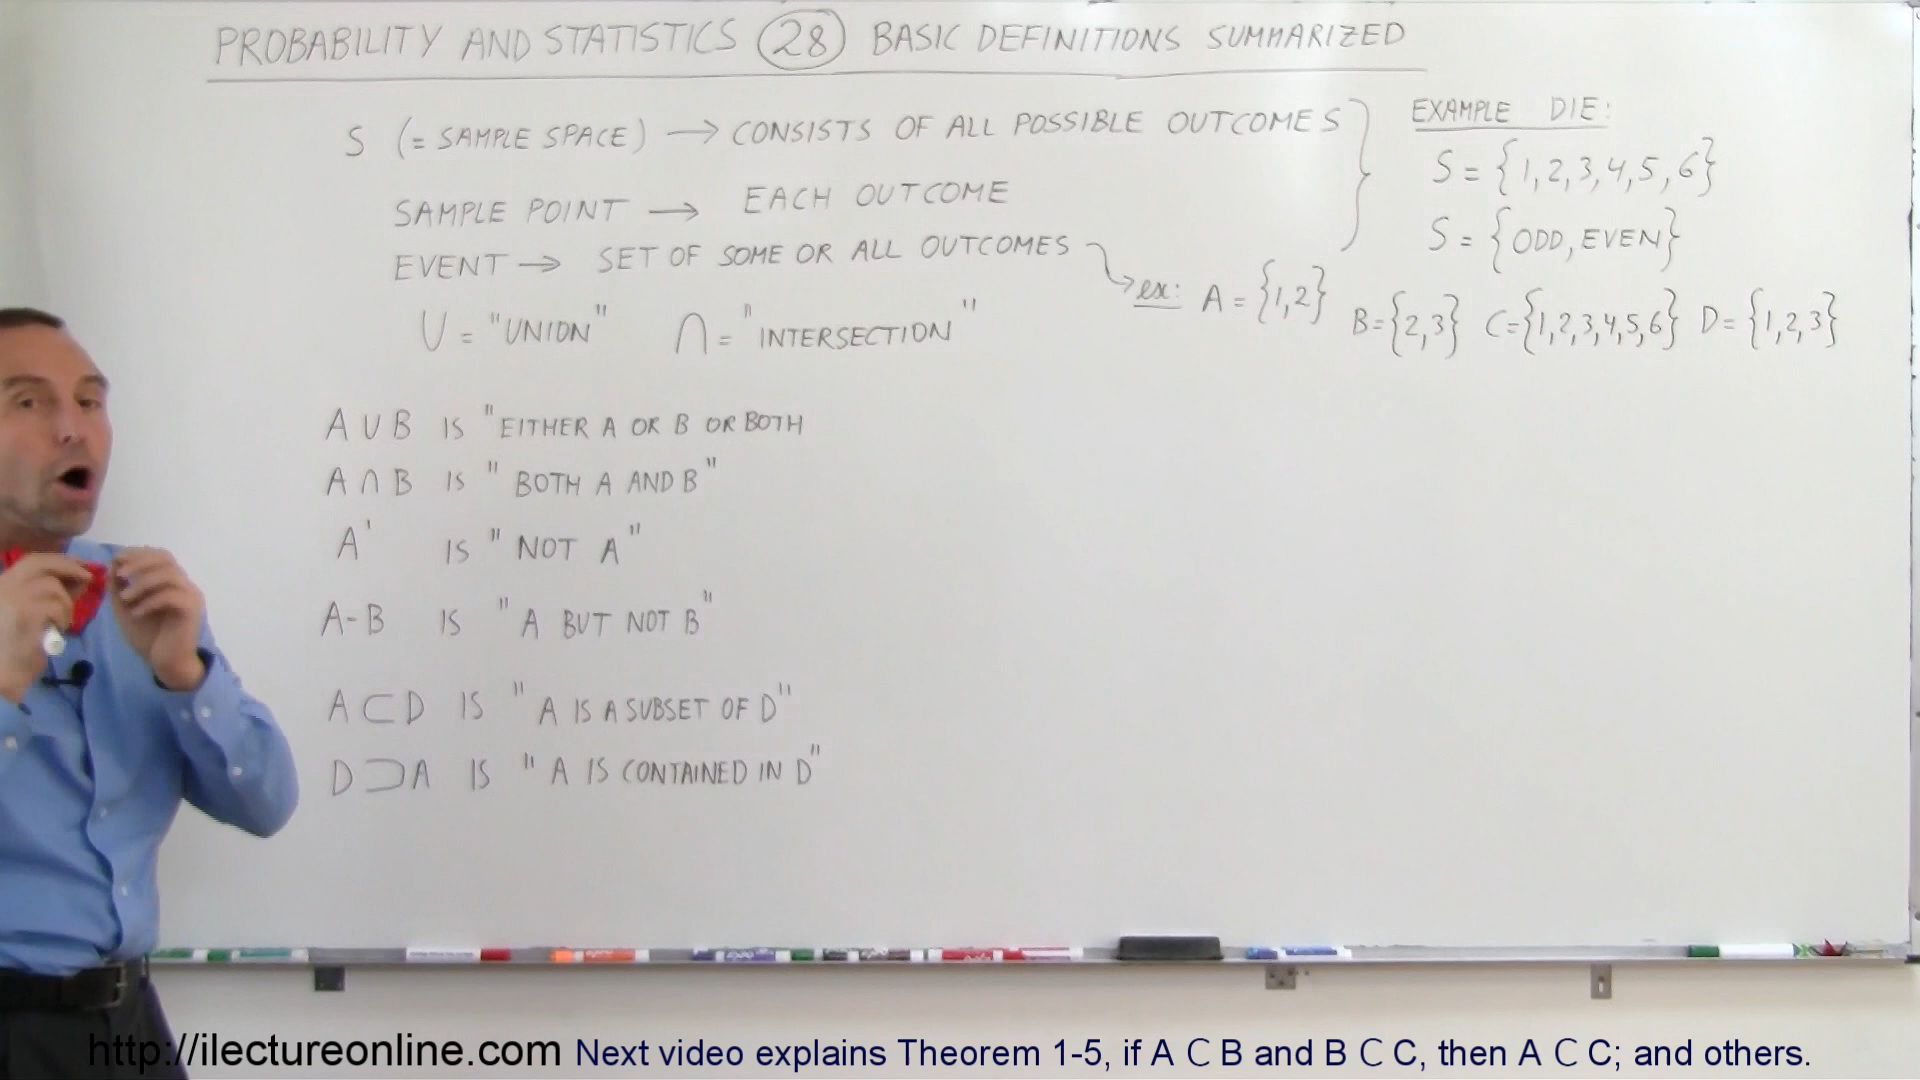 PROBABILITY AND STATISTICS 28 BASIC DEFINITIONS SUMMARIZED
S (= SAMPLE SPACE) → CONSISTS OF ALL POSSIBLE OUTCOMES
EXAMPLE DIE:
S = {1,2,3,4,5,6}
SAMPLE POINT → EACH OUTCOME
S = {ODD, EVEN}
EVENT → SET OF SOME OR ALL OUTCOMES
ex: A = {1,2} B={2,3} C={1,2,3,4,5,6} D= {1,2,3}
U = "UNION" ∩ = "INTERSECTION"
A ∪ B IS "EITHER A OR B OR BOTH
A ∩ B IS "BOTH A AND B"
A' IS "NOT A"
A-B IS "A BUT NOT B"
A ⊂ D IS "A IS A SUBSET OF D"
D ⊃ A IS "A IS CONTAINED IN D"
http://ilectureonline.com Next video explains Theorem 1-5, if A ⊂ B and B ⊂ C, then A ⊂ C; and others.